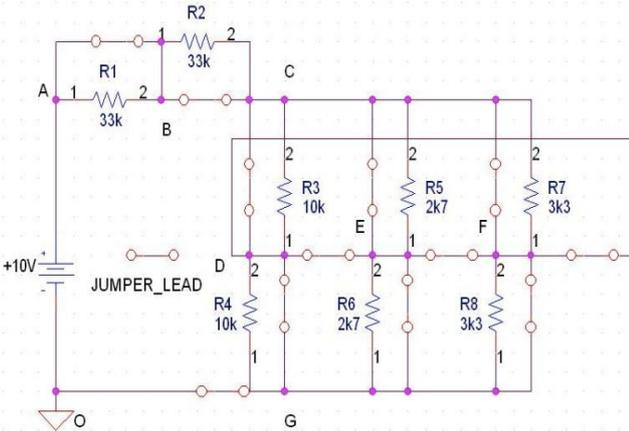 R2
1 2
33k
R1
C
A 1 2
33k
B
2 2 2
R3 R5 R7
10k 2k7 3k3
E F
1 1 1
D 2 2 2
+10V
JUMPER_LEAD
R4 R6 R8
10k 2k7 3k3
1 1 1
O G